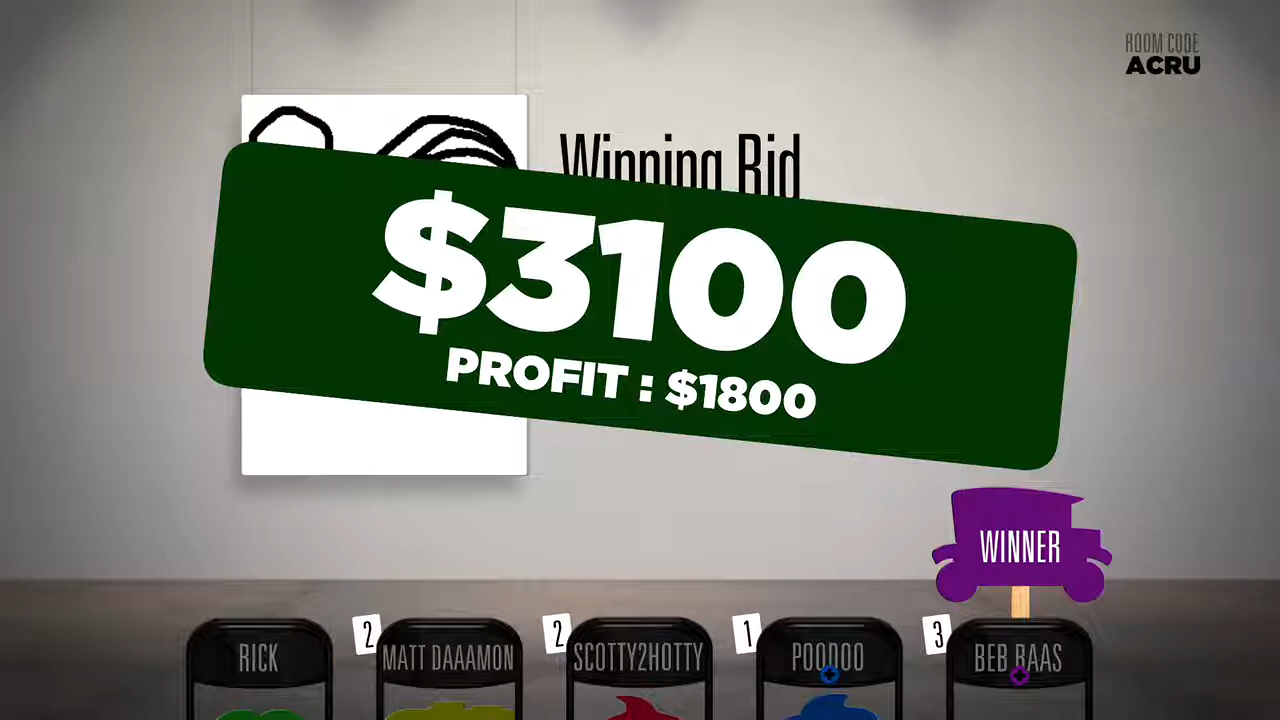 ROOM CODE
ACRU
Winning Bid
$3100
PROFIT : $1800
WINNER
RICK
2 MATT DAAAMON
2 SCOTTY2HOTTY
1 POODOO
3 BEB RAAS